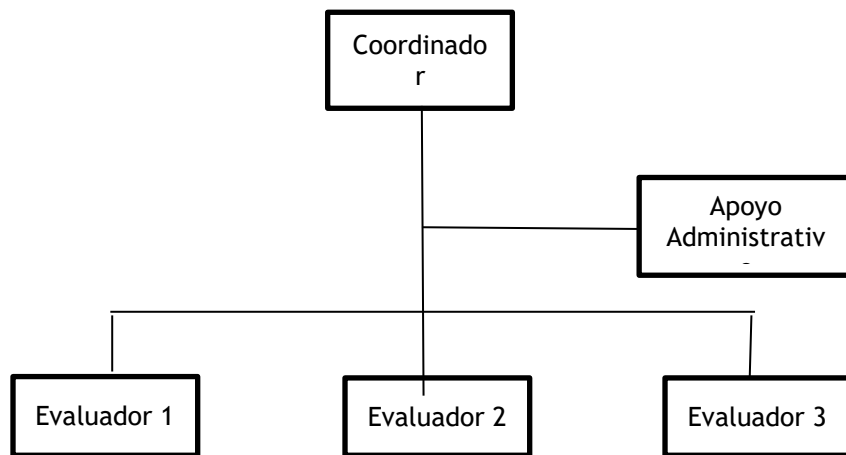 Coordinado
r
Apoyo
Administrativ
Evaluador 1
Evaluador 2
Evaluador 3